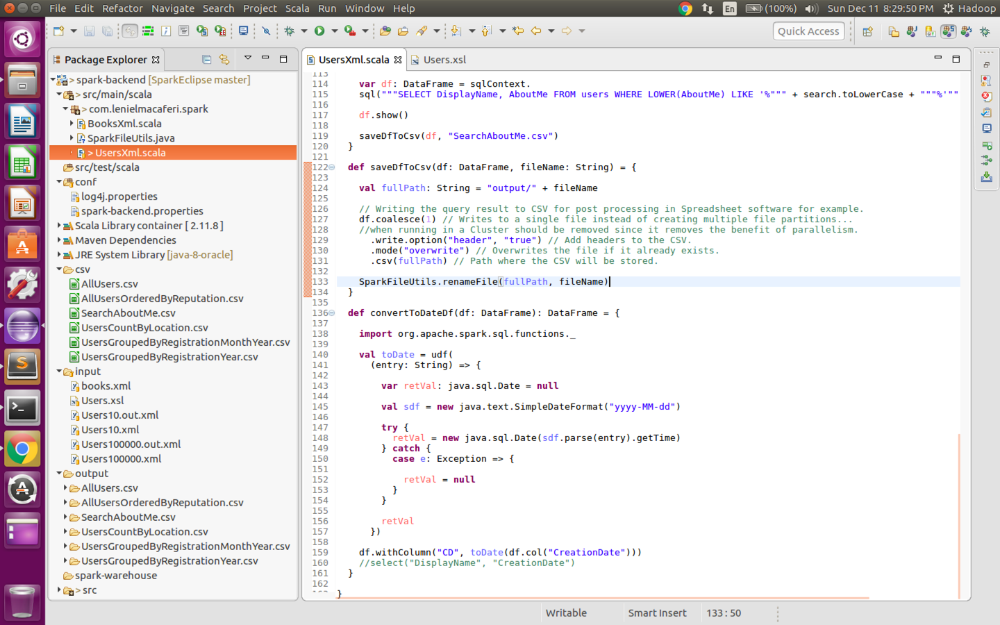 File Edit Refactor Navigate Search Project Scala Run Window Help
En (100%) Sun Dec 11 8:29:50 PM Hadoop
Quick Access
Package Explorer
> spark-backend [SparkEclipse master]
> src/main/scala
> com.lenielmacaferi.spark
BooksXml.scala
SparkFileUtils.java
> UsersXml.scala
src/test/scala
conf
log4j.properties
spark-backend.properties
Scala Library container [ 2.11.8 ]
Maven Dependencies
JRE System Library [java-8-oracle]
csv
AllUsers.csv
AllUsersOrderedByReputation.csv
SearchAboutMe.csv
UsersCountByLocation.csv
UsersGroupedByRegistrationMonthYear.csv
UsersGroupedByRegistrationYear.csv
input
books.xml
Users.xsl
Users10.out.xml
Users10.xml
Users100000.out.xml
Users100000.xml
output
AllUsers.csv
AllUsersOrderedByReputation.csv
SearchAboutMe.csv
UsersCountByLocation.csv
UsersGroupedByRegistrationMonthYear.csv
UsersGroupedByRegistrationYear.csv
spark-warehouse
> src
UsersXml.scala Users.xsl
113
114 var df: DataFrame = sqlContext.
115 sql("""SELECT DisplayName, AboutMe FROM users WHERE LOWER(AboutMe) LIKE '%""" + search.toLowerCase + """%'""
116
117 df.show()
118
119 saveDfToCsv(df, "SearchAboutMe.csv")
120 }
121
122 def saveDfToCsv(df: DataFrame, fileName: String) = {
123
124 val fullPath: String = "output/" + fileName
125
126 // Writing the query result to CSV for post processing in Spreadsheet software for example.
127 df.coalesce(1) // Writes to a single file instead of creating multiple file partitions...
128 //when running in a Cluster should be removed since it removes the benefit of parallelism.
129 .write.option("header", "true") // Add headers to the CSV.
130 .mode("overwrite") // Overwrites the file if it already exists.
131 .csv(fullPath) // Path where the CSV will be stored.
132
133 SparkFileUtils.renameFile(fullPath, fileName)
134 }
135
136 def convertToDateDf(df: DataFrame): DataFrame = {
137
138 import org.apache.spark.sql.functions._
139
140 val toDate = udf(
141 (entry: String) => {
142
143 var retVal: java.sql.Date = null
144
145 val sdf = new java.text.SimpleDateFormat("yyyy-MM-dd")
146
147 try {
148 retVal = new java.sql.Date(sdf.parse(entry).getTime)
149 } catch {
150 case e: Exception => {
151
152 retVal = null
153 }
154 }
155
156 retVal
157 })
158
159 df.withColumn("CD", toDate(df.col("CreationDate")))
160 //select("DisplayName", "CreationDate")
161 }
162
163 }
Writable Smart Insert 133 : 50